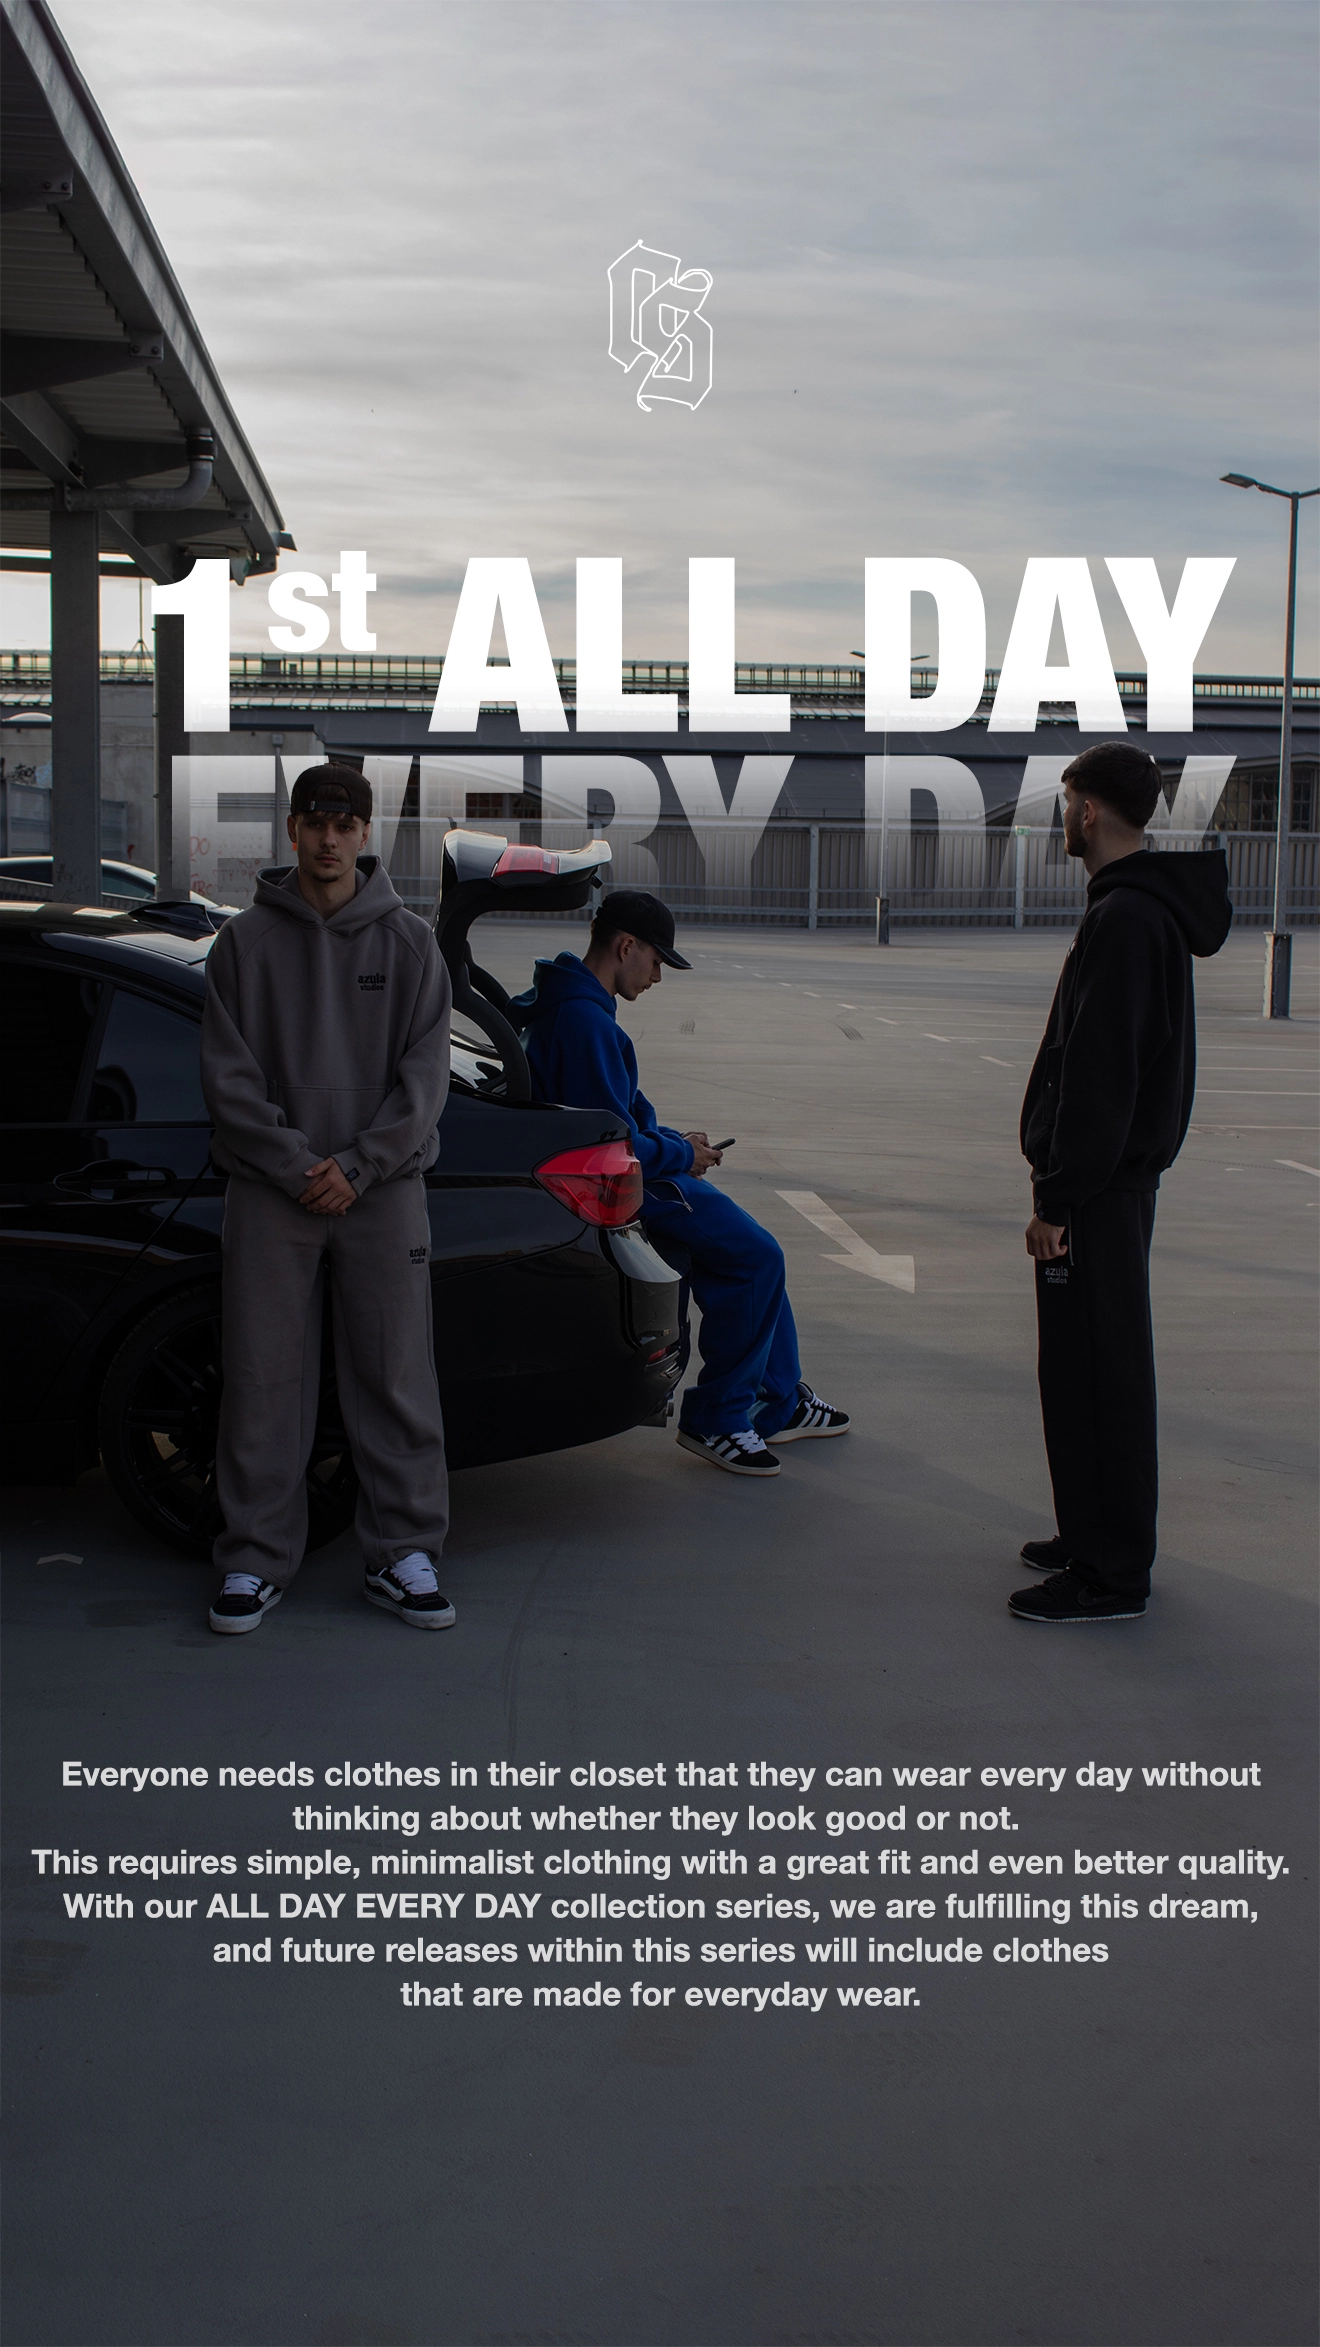 1st ALL DAY
EVERY DAY
azula
studios
azula
studios
azula
studios
Everyone needs clothes in their closet that they can wear every day without
thinking about whether they look good or not.
This requires simple, minimalist clothing with a great fit and even better quality.
With our ALL DAY EVERY DAY collection series, we are fulfilling this dream,
and future releases within this series will include clothes
that are made for everyday wear.